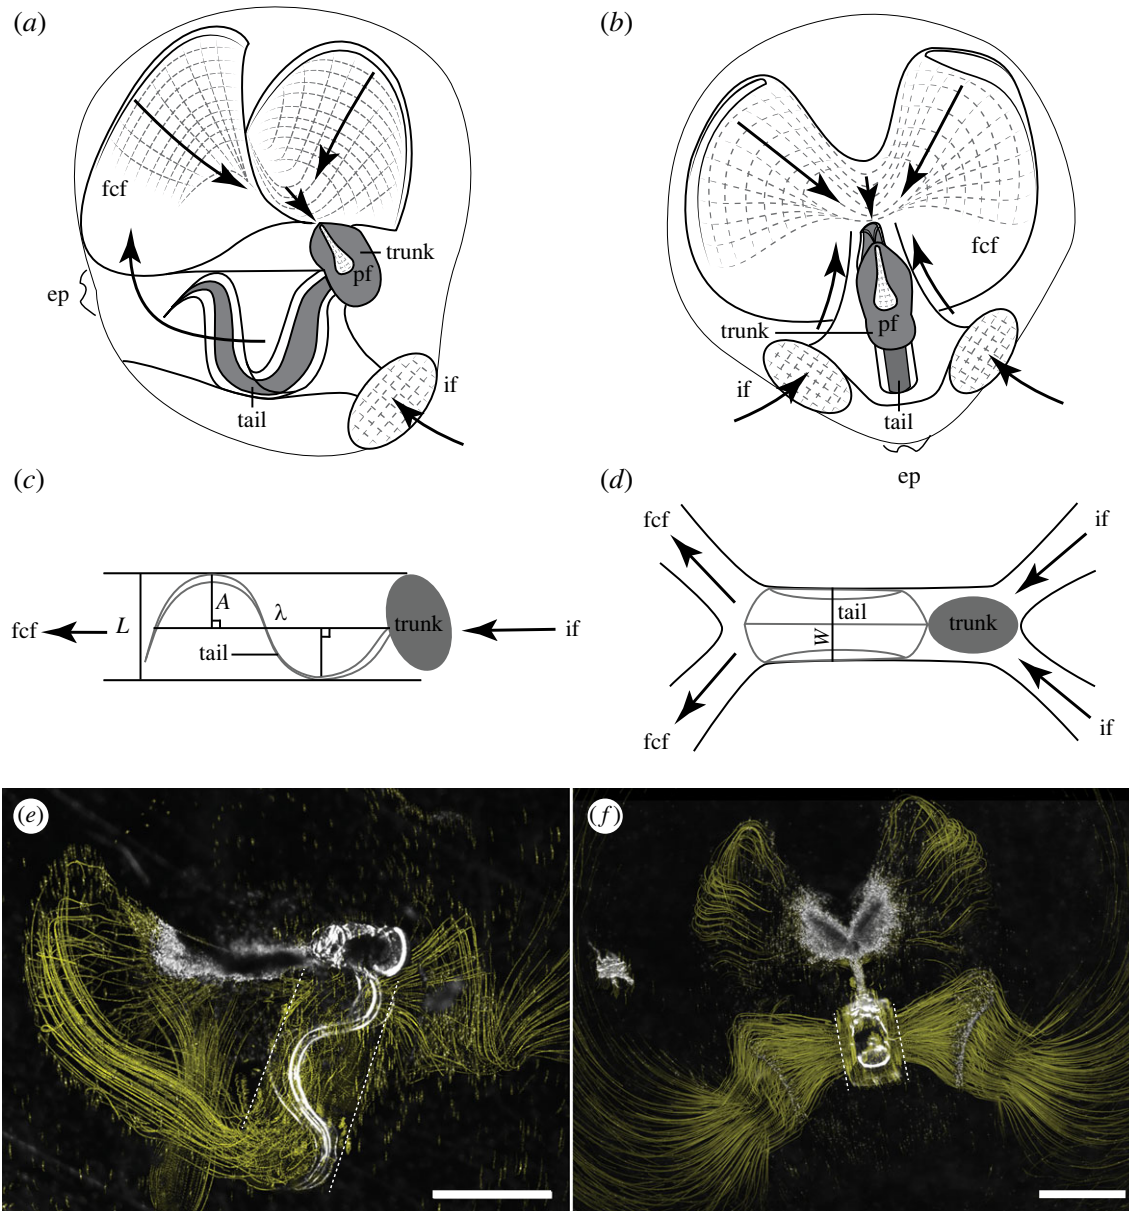 (a)
fcf
trunk
pf
ep
tail
if
(b)
fcf
trunk
pf
if
tail
ep
(c)
fcf
L
A
λ
tail
trunk
if
(d)
fcf
if
tail
W
trunk
fcf
if
(e)
(f)